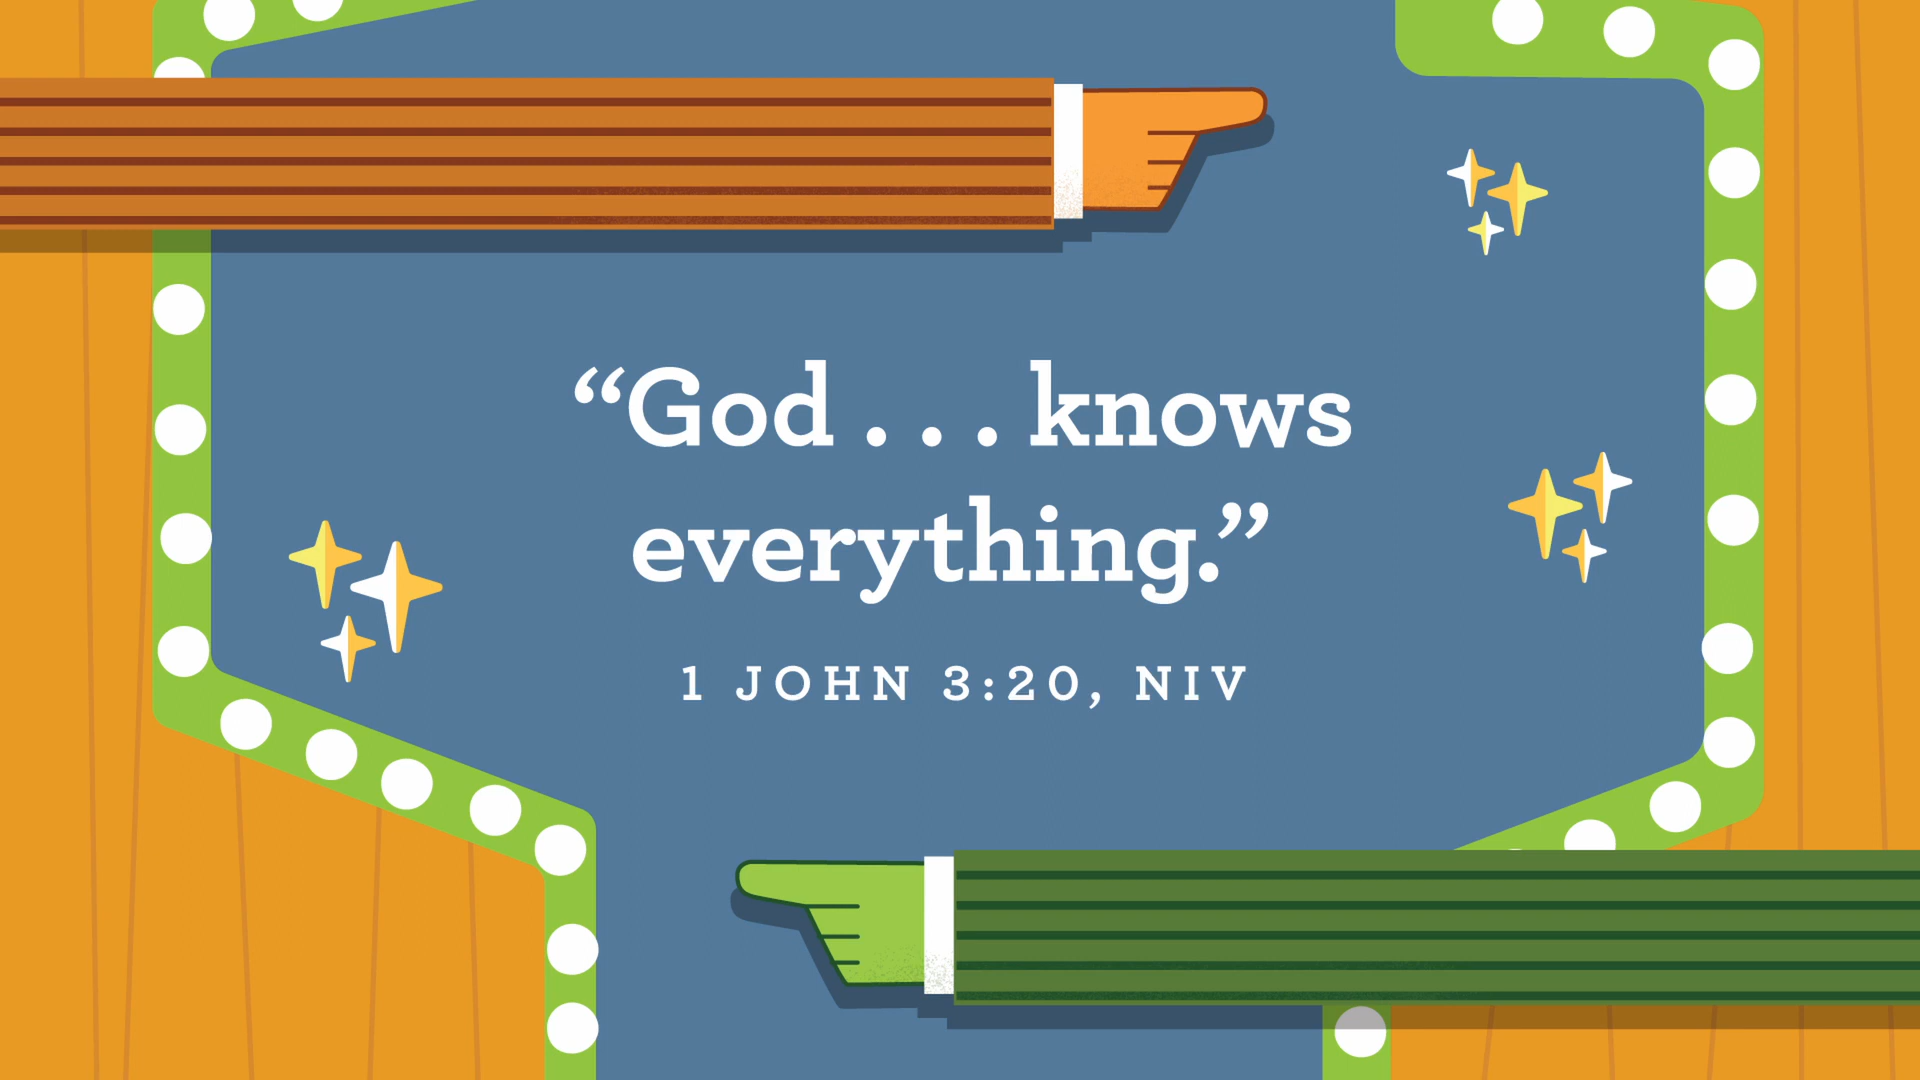 “God . . . knows
everything.”
1 JOHN 3:20, NIV